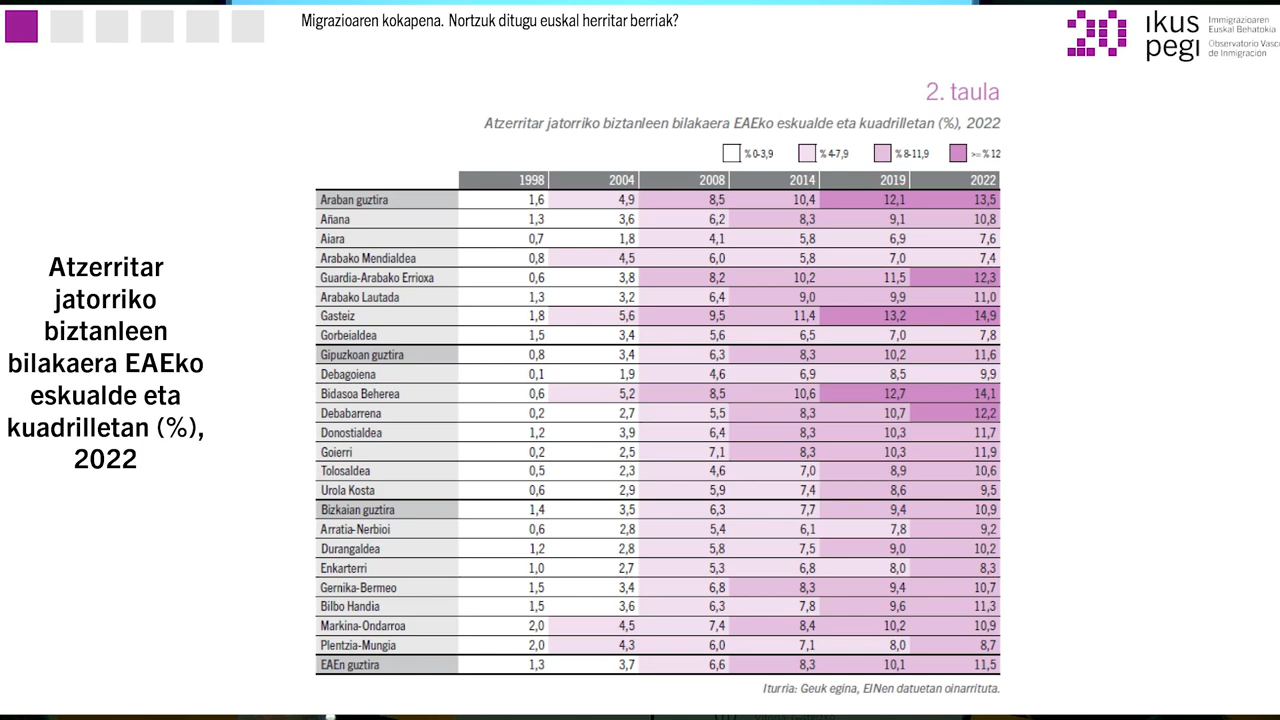 Migrazioaren kokapena. Nortzuk ditugu euskal herritar berriak?
20
ikus
pegi
Immigrazioaren
Euskal Behatokia
Observatorio Vasco
de Inmigración
2. taula
Atzerritar jatorriko biztanleen bilakaera EAEko eskualde eta kuadrilletan (%), 2022
% 0-3,9 % 4-7,9 % 8-11,9 >= % 12
1998 2004 2008 2014 2019 2022
Araban guztira 1,6 4,9 8,5 10,4 12,1 13,5
Añana 1,3 3,6 6,2 8,3 9,1 10,8
Aiara 0,7 1,8 4,1 5,8 6,9 7,6
Arabako Mendialdea 0,8 4,5 6,0 5,8 7,0 7,4
Guardia-Arabako Errioxa 0,6 3,8 8,2 10,2 11,5 12,3
Arabako Lautada 1,3 3,2 6,4 9,0 9,9 11,0
Gasteiz 1,8 5,6 9,5 11,4 13,2 14,9
Gorbeialdea 1,5 3,4 5,6 6,5 7,0 7,8
Gipuzkoan guztira 0,8 3,4 6,3 8,3 10,2 11,6
Debagoiena 0,1 1,9 4,6 6,9 8,5 9,9
Bidasoa Beherea 0,6 5,2 8,5 10,6 12,7 14,1
Debabarrena 0,2 2,7 5,5 8,3 10,7 12,2
Donostialdea 1,2 3,9 6,4 8,3 10,3 11,7
Goierri 0,2 2,5 7,1 8,3 10,3 11,9
Tolosaldea 0,5 2,3 4,6 7,0 8,9 10,6
Urola Kosta 0,6 2,9 5,9 7,4 8,6 9,5
Bizkaian guztira 1,4 3,5 6,3 7,7 9,4 10,9
Arratia-Nerbioi 0,6 2,8 5,4 6,1 7,8 9,2
Durangaldea 1,2 2,8 5,8 7,5 9,0 10,2
Enkarterri 1,0 2,7 5,3 6,8 8,0 8,3
Gernika-Bermeo 1,5 3,4 6,8 8,3 9,4 10,7
Bilbo Handia 1,5 3,6 6,3 7,8 9,6 11,3
Markina-Ondarroa 2,0 4,5 7,4 8,4 10,2 10,9
Plentzia-Mungia 2,0 4,3 6,0 7,1 8,0 8,7
EAEn guztira 1,3 3,7 6,6 8,3 10,1 11,5
Iturria: Geuk egina, EINen datuetan oinarrituta.
Atzerritar
jatorriko
biztanleen
bilakaera EAEko
eskualde eta
kuadrilletan (%),
2022